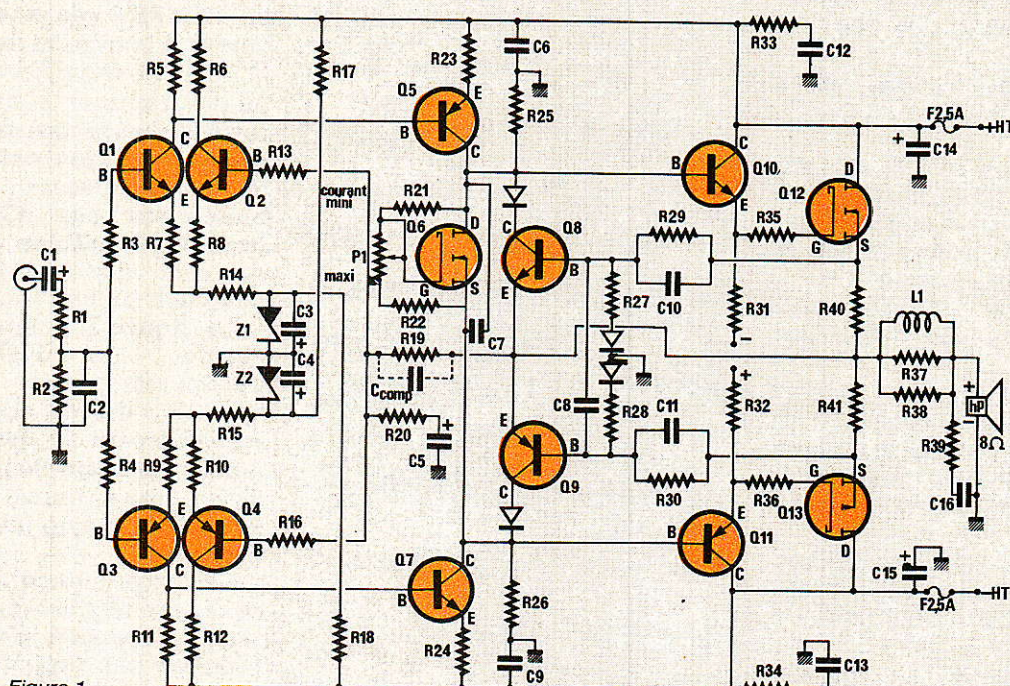 R33
C12
R5
R6
R17
R23
C6
Q5
E
B
C
R25
F2,5A
+HT
+
C14
Q1
B
C
E
B
R13
Q2
courant
mini
R21
Q6
D
G
S
P1
maxi
R22
C
Q8
B
E
R29
C10
R27
B
C
Q10
E
R35
Q12
D
G
S
R3
R7
R8
C1
+
R1
R14
Z1
C3
+
C4
+
Z2
R2
C2
R15
R19
Ccomp
C7
R20
+
C5
C8
R28
C11
R30
R31
−
+
R32
R40
R41
L1
R37
R38
+
hP
−
8Ω
R39
C16
R4
R9
R10
E
B
Q9
C
R36
G
S
Q13
D
B
E
Q3
C
Q4
B
R16
Q7
B
C
E
B
E
Q11
C
+
C15
F2,5A
−HT
R11
R12
R18
R24
R26
C9
R34
C13
Figure 1